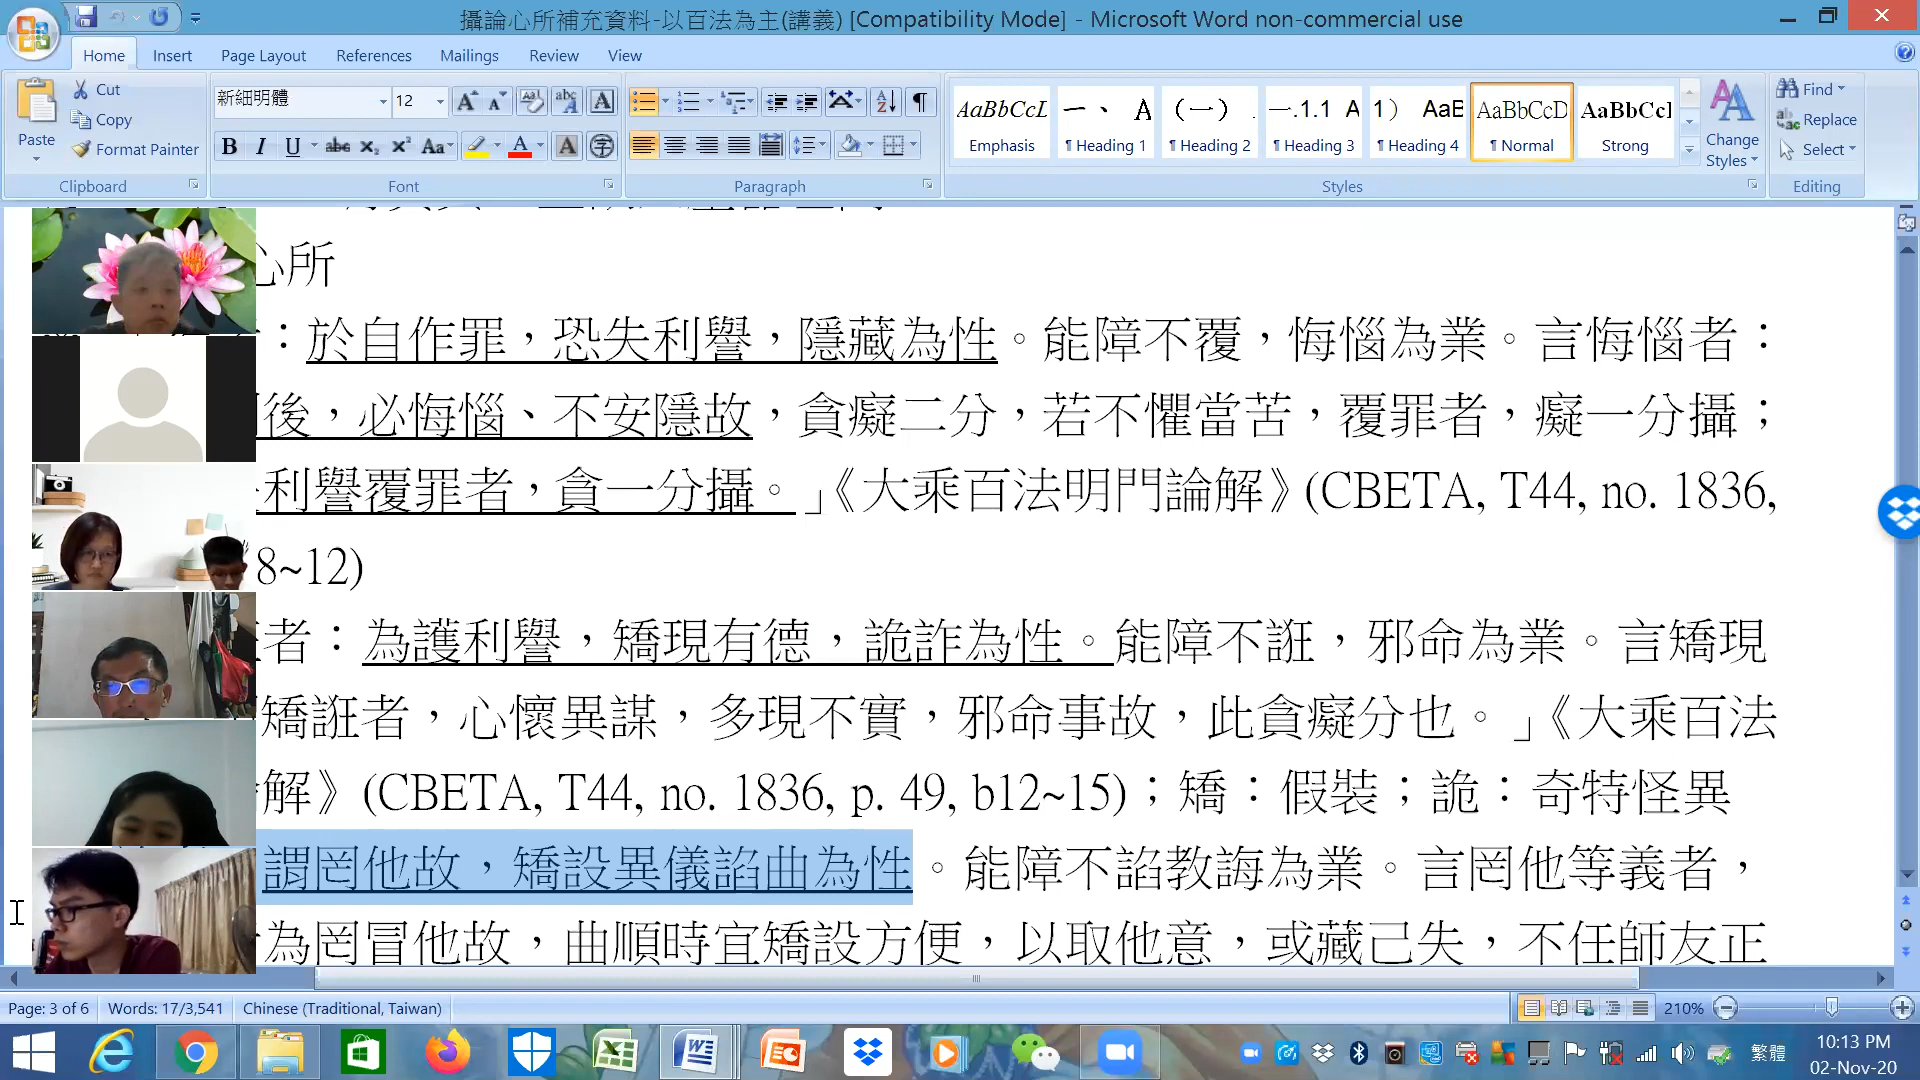 攝論心所補充資料-以百法為主(講義) [Compatibility Mode] - Microsoft Word non-commercial use
Home Insert Page Layout References Mailings Review View
Paste
Cut
Copy
Format Painter
Clipboard
新細明體 12
Font
Paragraph
AaBbCcL 一、 A （一） . 一.1.1 A 1） AaB AaBbCcD AaBbCcl
Emphasis ¶ Heading 1 ¶ Heading 2 ¶ Heading 3 ¶ Heading 4 ¶ Normal Strong
Styles
Change Styles
Find
Replace
Select
Editing
心所
：於自作罪，恐失利譽，隱藏為性。能障不覆，悔惱為業。言悔惱者：
後，必悔惱、不安隱故，貪癡二分，若不懼當苦，覆罪者，癡一分攝；
利譽覆罪者，貪一分攝。」《大乘百法明門論解》(CBETA, T44, no. 1836,
8~12)
者：為護利譽，矯現有德，詭詐為性。能障不誑，邪命為業。言矯現
矯誑者，心懷異謀，多現不實，邪命事故，此貪癡分也。」《大乘百法
解》(CBETA, T44, no. 1836, p. 49, b12~15)；矯：假裝；詭：奇特怪異
謂罔他故，矯設異儀諂曲為性。能障不諂教誨為業。言罔他等義者，
為罔冒他故，曲順時宜矯設方便，以取他意，或藏己失，不任師友正
Page: 3 of 6 Words: 17/3,541 Chinese (Traditional, Taiwan) 210%
繁體
10:13 PM
02-Nov-20